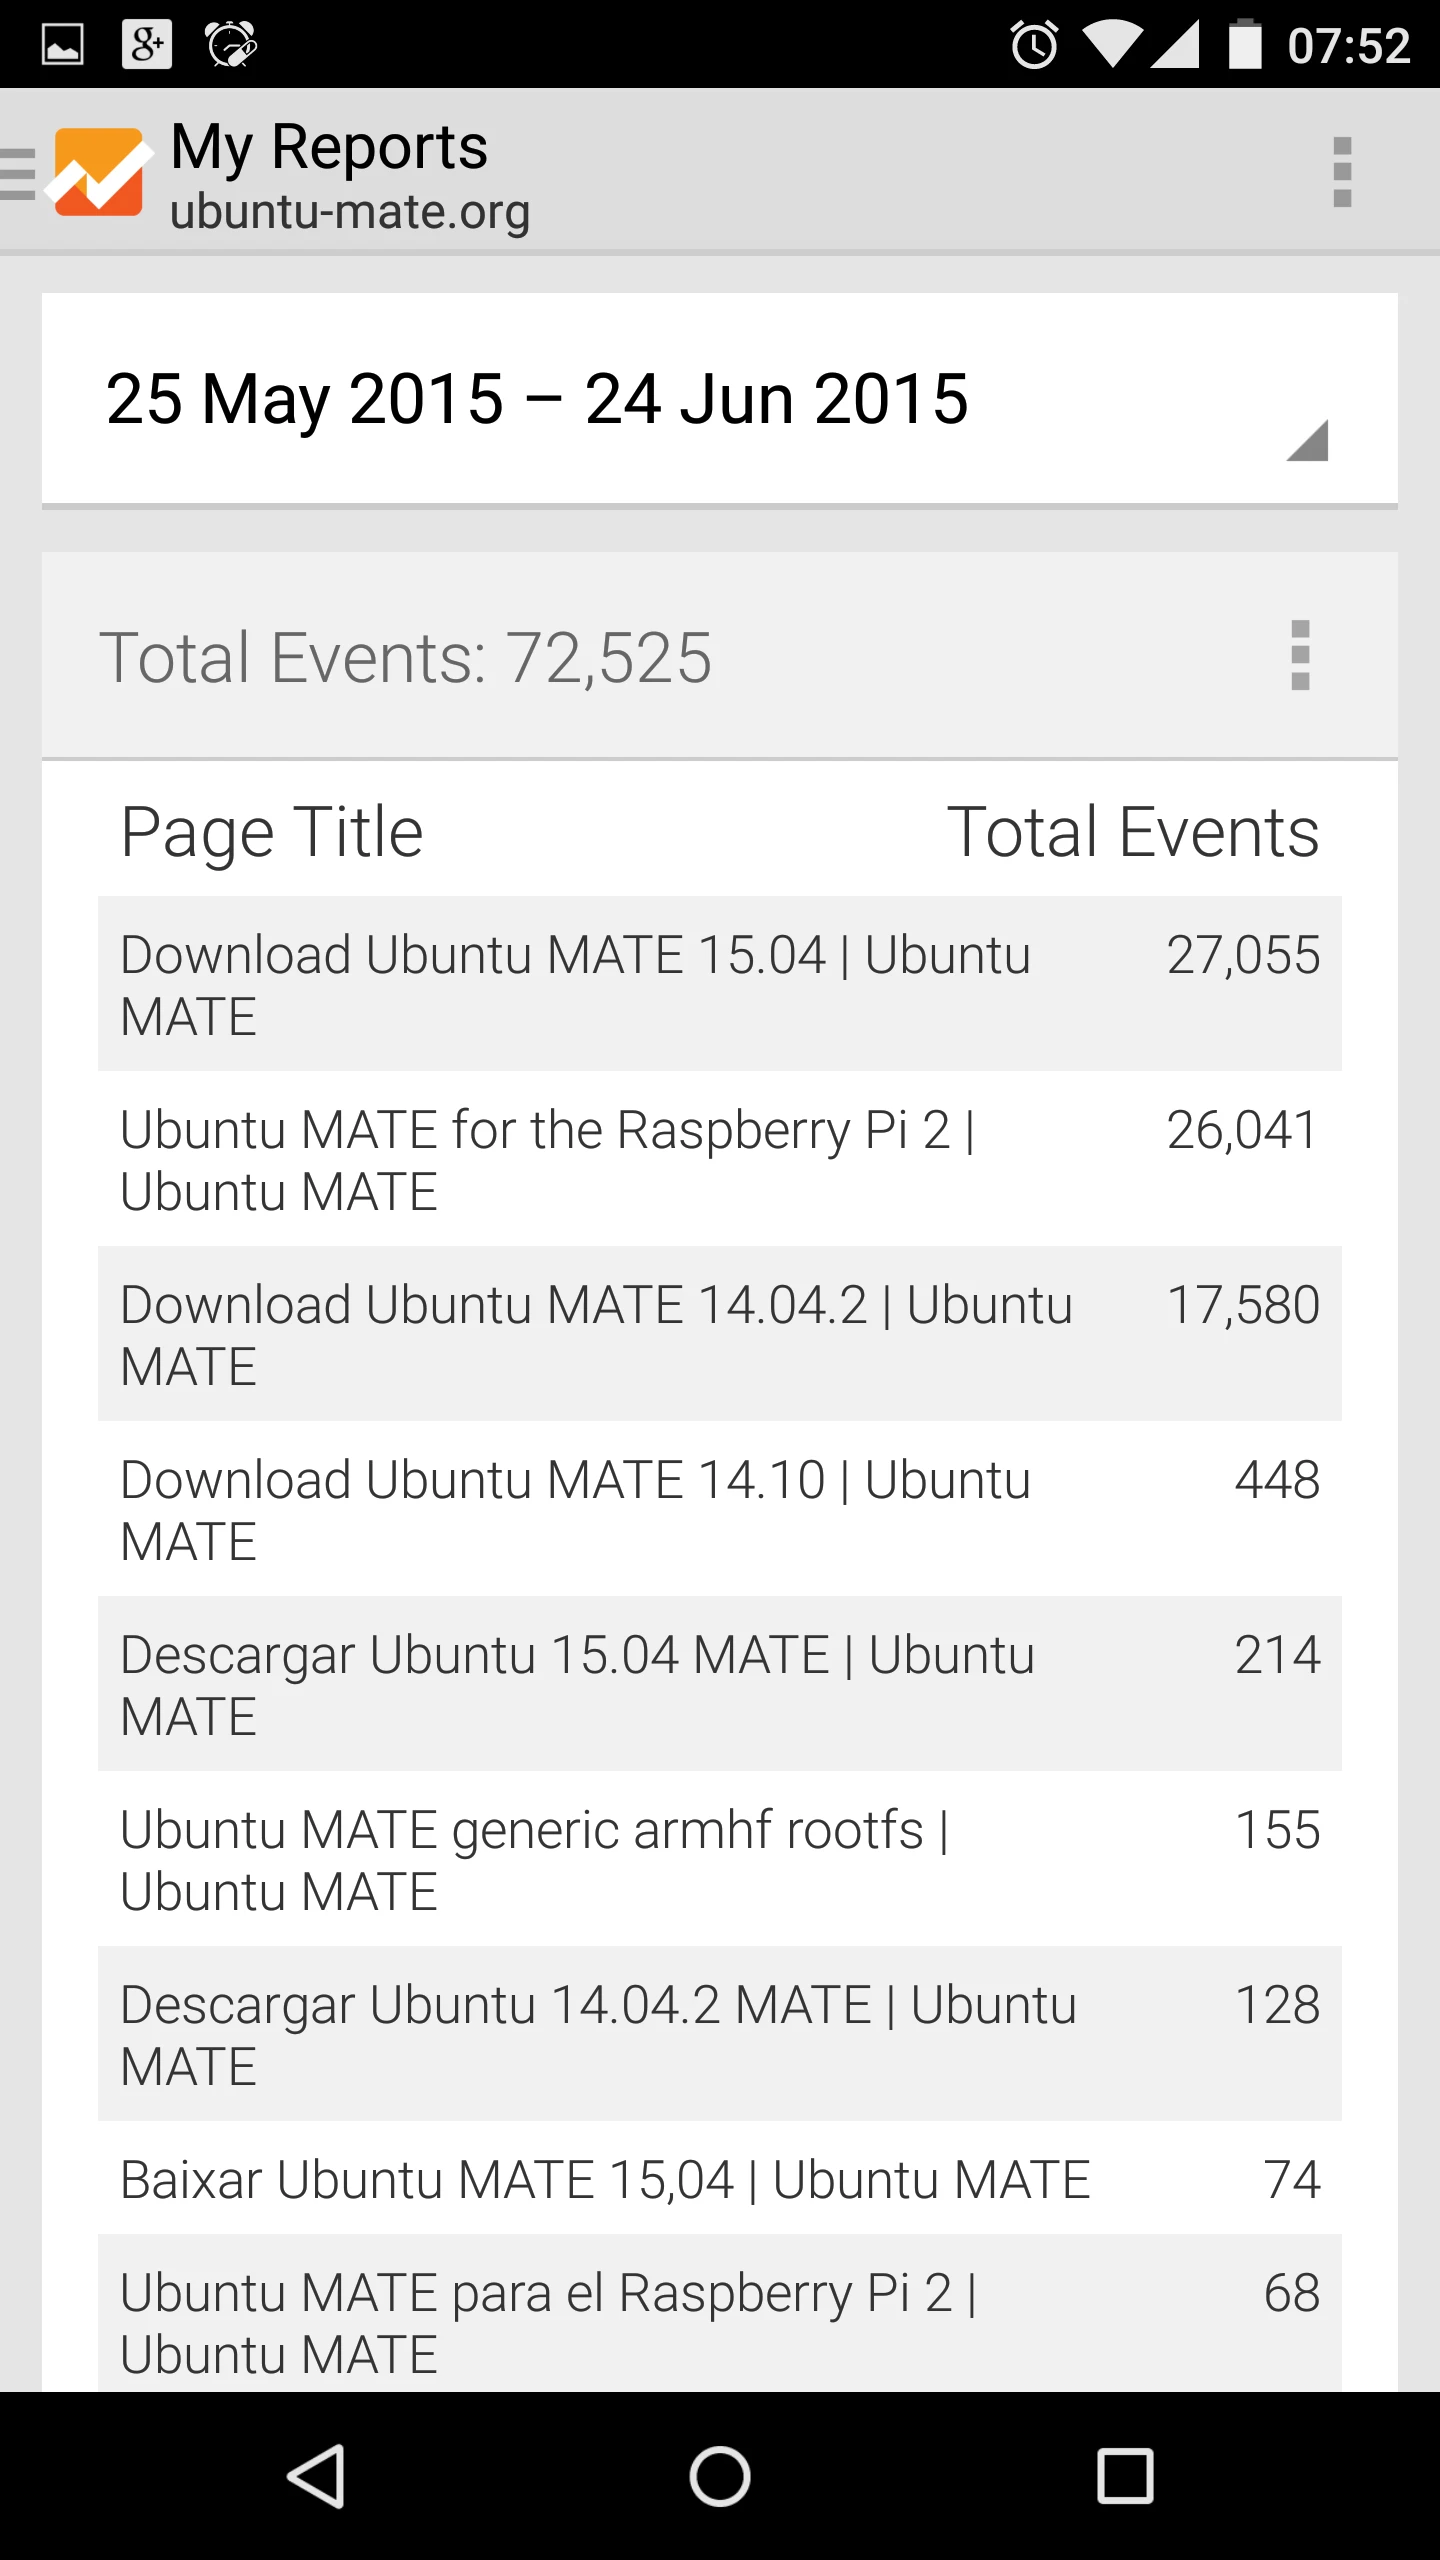 07:52
My Reports
ubuntu-mate.org
25 May 2015 – 24 Jun 2015
Total Events: 72,525
Page Title Total Events
Download Ubuntu MATE 15.04 | Ubuntu 27,055
MATE
Ubuntu MATE for the Raspberry Pi 2 | 26,041
Ubuntu MATE
Download Ubuntu MATE 14.04.2 | Ubuntu 17,580
MATE
Download Ubuntu MATE 14.10 | Ubuntu 448
MATE
Descargar Ubuntu 15.04 MATE | Ubuntu 214
MATE
Ubuntu MATE generic armhf rootfs | 155
Ubuntu MATE
Descargar Ubuntu 14.04.2 MATE | Ubuntu 128
MATE
Baixar Ubuntu MATE 15,04 | Ubuntu MATE 74
Ubuntu MATE para el Raspberry Pi 2 | 68
Ubuntu MATE